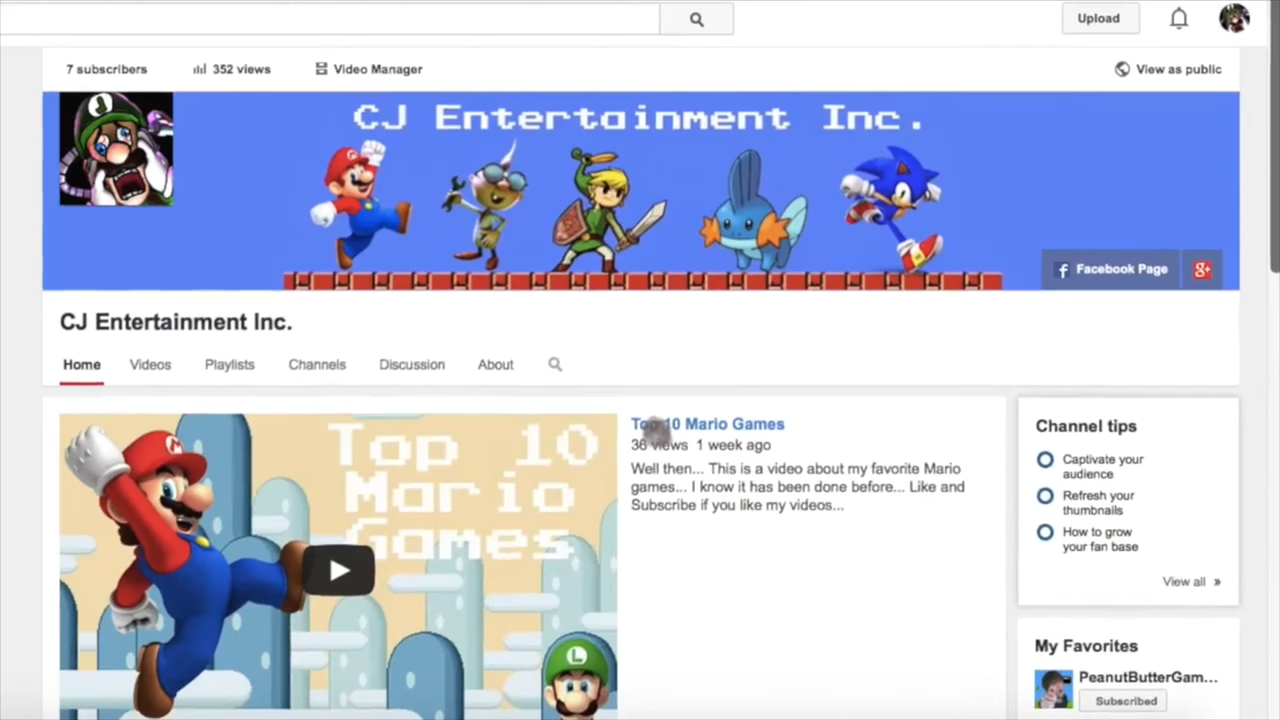 Upload
7 subscribers
352 views
Video Manager
View as public
CJ Entertainment Inc.
Facebook Page
g+
CJ Entertainment Inc.
Home
Videos
Playlists
Channels
Discussion
About
Top 10
Mario
Games
Top 10 Mario Games
36 views 1 week ago
Well then... This is a video about my favorite Mario
games... I know it has been done before... Like and
Subscribe if you like my videos...
Channel tips
Captivate your
audience
Refresh your
thumbnails
How to grow
your fan base
View all »
My Favorites
PeanutButterGam...
Subscribed